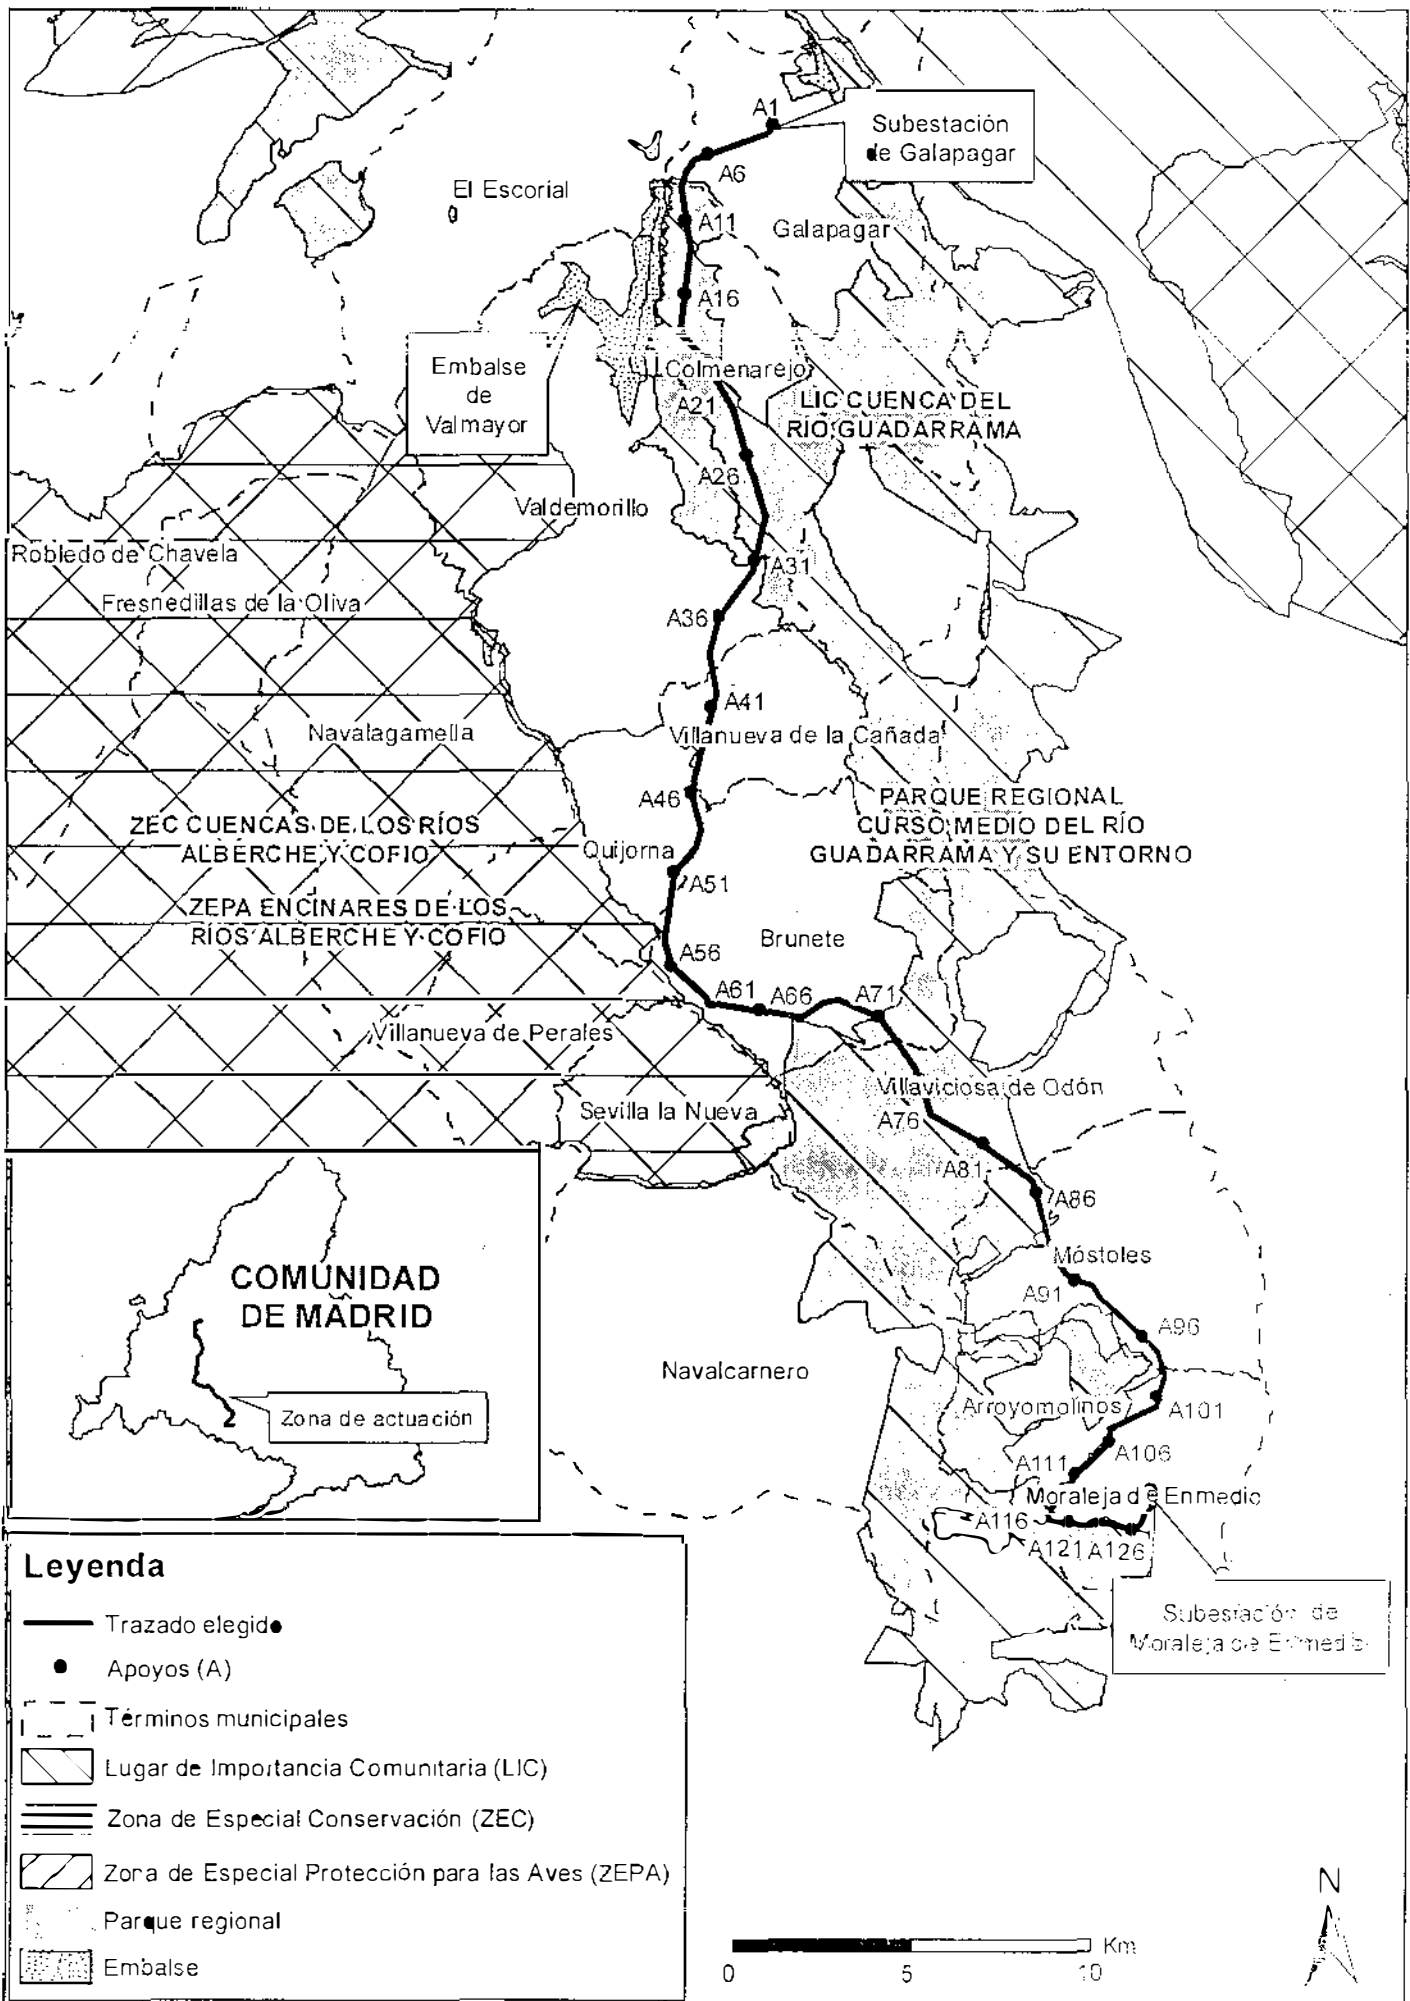 A1
Subestación
de Galapagar
A6
El Escorial
A11
Galapagar
A16
Embalse
de
Valmayor
Colmenarejo
A21
LIC CUENCA DEL
RÍO GUADARRAMA
A26
Valdemorillo
Robledo de Chavela
A31
Fresnedillas de la Oliva
A36
A41
Navalagamella
Villanueva de la Cañada
A46
PARQUE REGIONAL
CURSO MEDIO DEL RÍO
GUADARRAMA Y SU ENTORNO
ZEC CUENCAS DE LOS RÍOS
ALBERCHE Y COFIO
Quijorna
A51
ZEPA ENCINARES DE LOS
RÍOS ALBERCHE Y COFIO
Brunete
A56
A61
A66
A71
Villanueva de Perales
Villaviciosa de Odón
Sevilla la Nueva
A76
A81
A86
Móstoles
COMUNIDAD
DE MADRID
A91
A96
Navalcarnero
Zona de actuación
Arroyomolinos
A101
A106
A111
Moraleja de Enmedio
A116
A121
A126
Subestación de
Moraleja de Enmedio
Leyenda
Trazado elegido
Apoyos (A)
Términos municipales
Lugar de Importancia Comunitaria (LIC)
Zona de Especial Conservación (ZEC)
Zona de Especial Protección para las Aves (ZEPA)
Parque regional
Embalse
N
Km
0
5
10